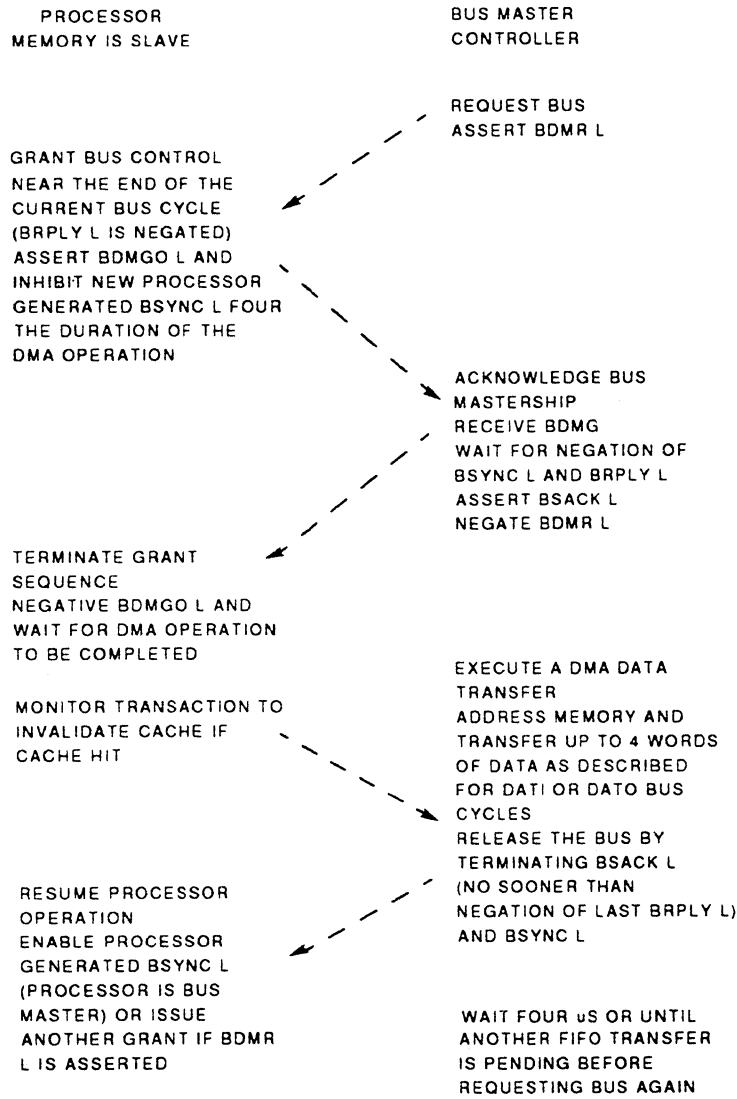 PROCESSOR
MEMORY IS SLAVE
BUS MASTER
CONTROLLER
REQUEST BUS
ASSERT BDMR L
GRANT BUS CONTROL
NEAR THE END OF THE
CURRENT BUS CYCLE
(BRPLY L IS NEGATED)
ASSERT BDMGO L AND
INHIBIT NEW PROCESSOR
GENERATED BSYNC L FOUR
THE DURATION OF THE
DMA OPERATION
ACKNOWLEDGE BUS
MASTERSHIP
RECEIVE BDMG
WAIT FOR NEGATION OF
BSYNC L AND BRPLY L
ASSERT BSACK L
NEGATE BDMR L
TERMINATE GRANT
SEQUENCE
NEGATIVE BDMGO L AND
WAIT FOR DMA OPERATION
TO BE COMPLETED
MONITOR TRANSACTION TO
INVALIDATE CACHE IF
CACHE HIT
EXECUTE A DMA DATA
TRANSFER
ADDRESS MEMORY AND
TRANSFER UP TO 4 WORDS
OF DATA AS DESCRIBED
FOR DATI OR DATO BUS
CYCLES
RELEASE THE BUS BY
TERMINATING BSACK L
(NO SOONER THAN
NEGATION OF LAST BRPLY L)
AND BSYNC L
RESUME PROCESSOR
OPERATION
ENABLE PROCESSOR
GENERATED BSYNC L
(PROCESSOR IS BUS
MASTER) OR ISSUE
ANOTHER GRANT IF BDMR
L IS ASSERTED
WAIT FOUR uS OR UNTIL
ANOTHER FIFO TRANSFER
IS PENDING BEFORE
REQUESTING BUS AGAIN